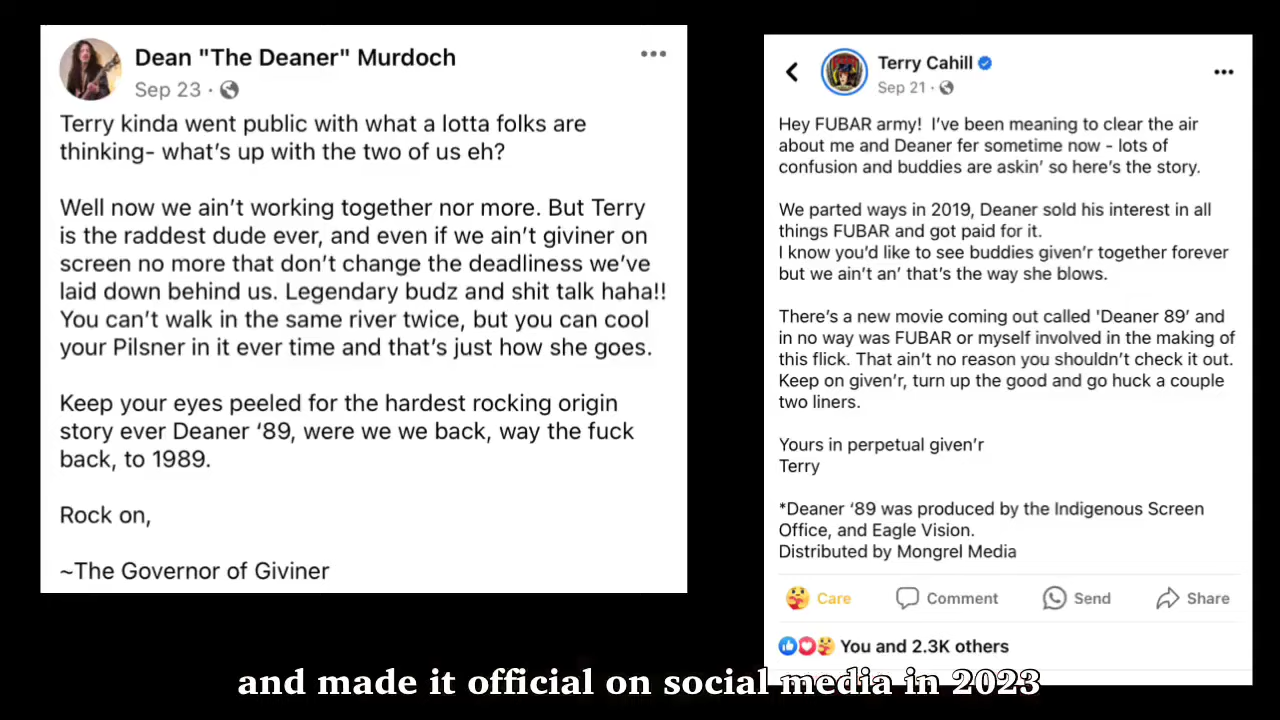 Dean "The Deaner" Murdoch
Sep 23 ·
Terry kinda went public with what a lotta folks are
thinking- what's up with the two of us eh?
Well now we ain't working together nor more. But Terry
is the raddest dude ever, and even if we ain't giviner on
screen no more that don't change the deadliness we've
laid down behind us. Legendary budz and shit talk haha!!
You can't walk in the same river twice, but you can cool
your Pilsner in it ever time and that's just how she goes.
Keep your eyes peeled for the hardest rocking origin
story ever Deaner ‘89, were we we back, way the fuck
back, to 1989.
Rock on,
~The Governor of Giviner
Terry Cahill
Sep 21 ·
Hey FUBAR army!  I've been meaning to clear the air
about me and Deaner fer sometime now - lots of
confusion and buddies are askin' so here's the story.
We parted ways in 2019, Deaner sold his interest in all
things FUBAR and got paid for it.
I know you'd like to see buddies given'r together forever
but we ain't an' that's the way she blows.
There's a new movie coming out called 'Deaner 89' and
in no way was FUBAR or myself involved in the making of
this flick. That ain't no reason you shouldn't check it out.
Keep on given'r, turn up the good and go huck a couple
two liners.
Yours in perpetual given'r
Terry
*Deaner ‘89 was produced by the Indigenous Screen
Office, and Eagle Vision.
Distributed by Mongrel Media
Care Comment Send Share
You and 2.3K others
and made it official on social media in 2023